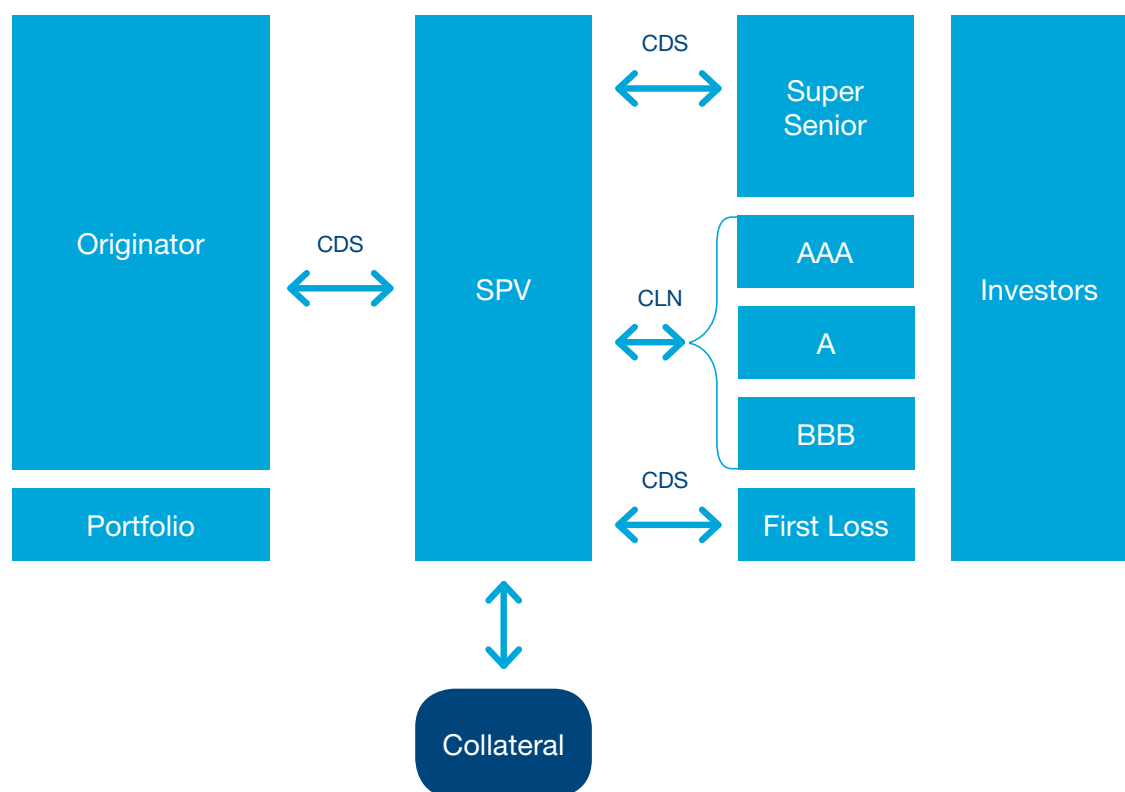 CDS
Super
Senior
Originator
CDS
SPV
AAA
CLN
Investors
A
BBB
CDS
Portfolio
First Loss
Collateral